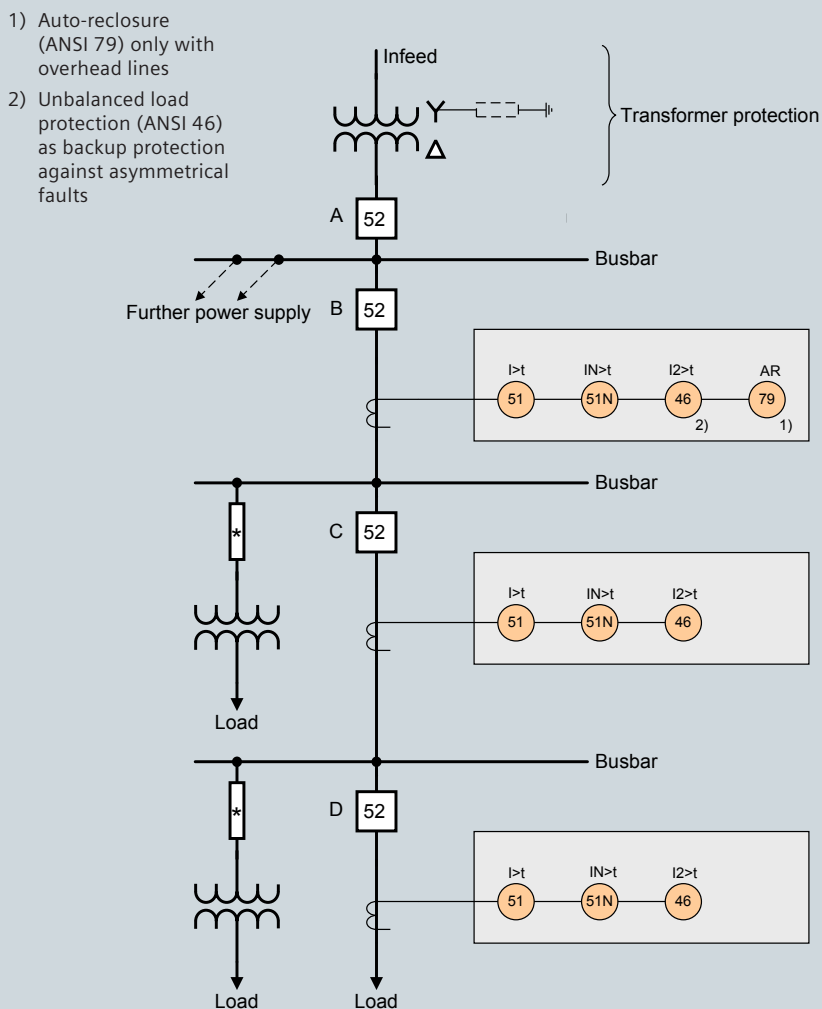 1) Auto-reclosure
(ANSI 79) only with
overhead lines
2) Unbalanced load
protection (ANSI 46)
as backup protection
against asymmetrical
faults
Infeed
Transformer protection
A 52
Busbar
Further power supply
B 52
I>t IN>t I2>t AR
51 51N 46 79
2) 1)
Busbar
*
C 52
I>t IN>t I2>t
51 51N 46
Load
Busbar
*
D 52
I>t IN>t I2>t
51 51N 46
Load Load